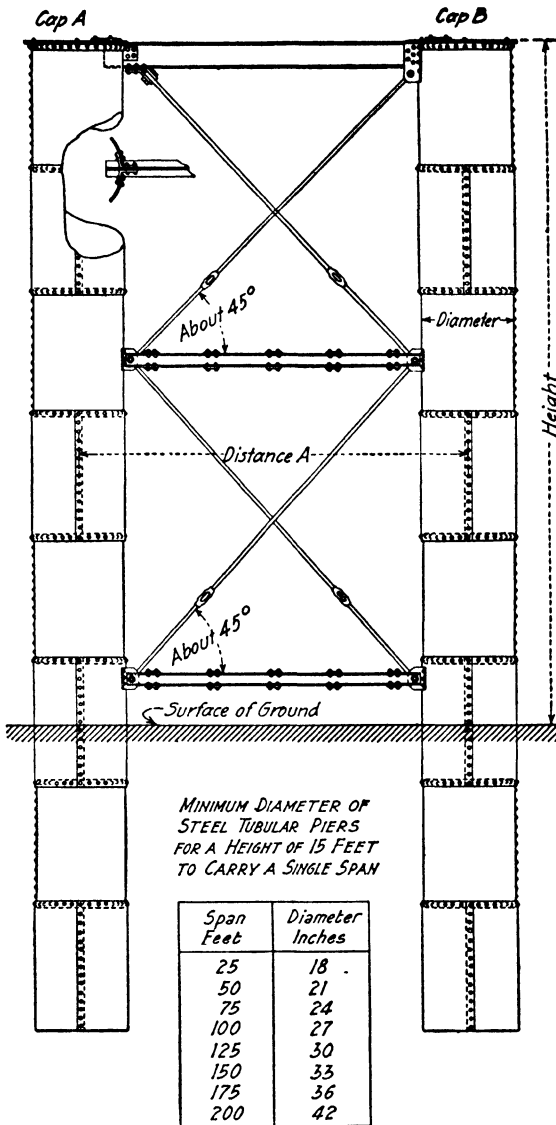 Cap A
Cap B
About 45°
Diameter
Height
Distance A
About 45°
Surface of Ground
MINIMUM DIAMETER OF
STEEL TUBULAR PIERS
FOR A HEIGHT OF 15 FEET
TO CARRY A SINGLE SPAN
Span Feet Diameter Inches
25 18
50 21
75 24
100 27
125 30
150 33
175 36
200 42